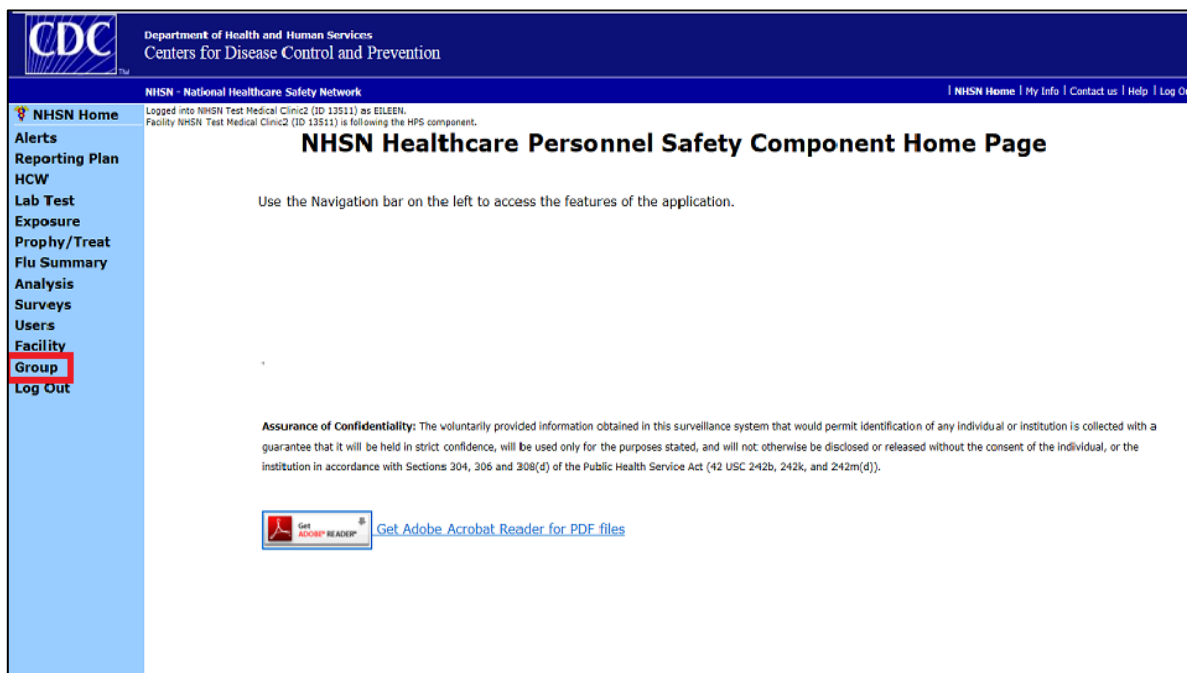 CDC
TM
Department of Health and Human Services
Centers for Disease Control and Prevention
NHSN - National Healthcare Safety Network
| NHSN Home | My Info | Contact us | Help | Log Ou
NHSN Home
Alerts
Reporting Plan
HCW
Lab Test
Exposure
Prophy/Treat
Flu Summary
Analysis
Surveys
Users
Facility
Group
Log Out
Logged into NHSN Test Medical Clinic2 (ID 13511) as EILEEN.
Facility NHSN Test Medical Clinic2 (ID 13511) is following the HPS component.
NHSN Healthcare Personnel Safety Component Home Page
Use the Navigation bar on the left to access the features of the application.
Assurance of Confidentiality: The voluntarily provided information obtained in this surveillance system that would permit identification of any individual or institution is collected with a
guarantee that it will be held in strict confidence, will be used only for the purposes stated, and will not otherwise be disclosed or released without the consent of the individual, or the
institution in accordance with Sections 304, 306 and 308(d) of the Public Health Service Act (42 USC 242b, 242k, and 242m(d)).
Get
ADOBE® READER®
Get Adobe Acrobat Reader for PDF files